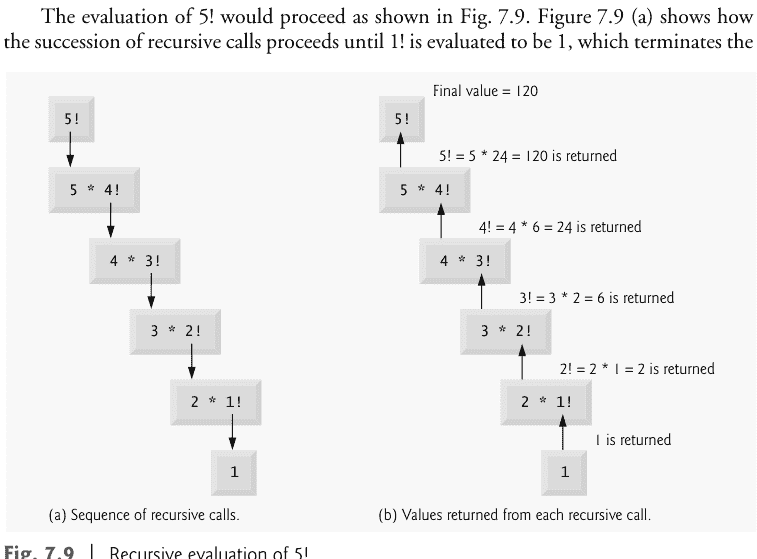 The evaluation of 5! would proceed as shown in Fig. 7.9. Figure 7.9 (a) shows how
the succession of recursive calls proceeds until 1! is evaluated to be 1, which terminates the
5!
5 * 4!
4 * 3!
3 * 2!
2 * 1!
1
(a) Sequence of recursive calls.
Final value = 120
5!
5! = 5 * 24 = 120 is returned
5 * 4!
4! = 4 * 6 = 24 is returned
4 * 3!
3! = 3 * 2 = 6 is returned
3 * 2!
2! = 2 * 1 = 2 is returned
2 * 1!
1 is returned
1
(b) Values returned from each recursive call.
Fig. 7.9 | Recursive evaluation of 5!